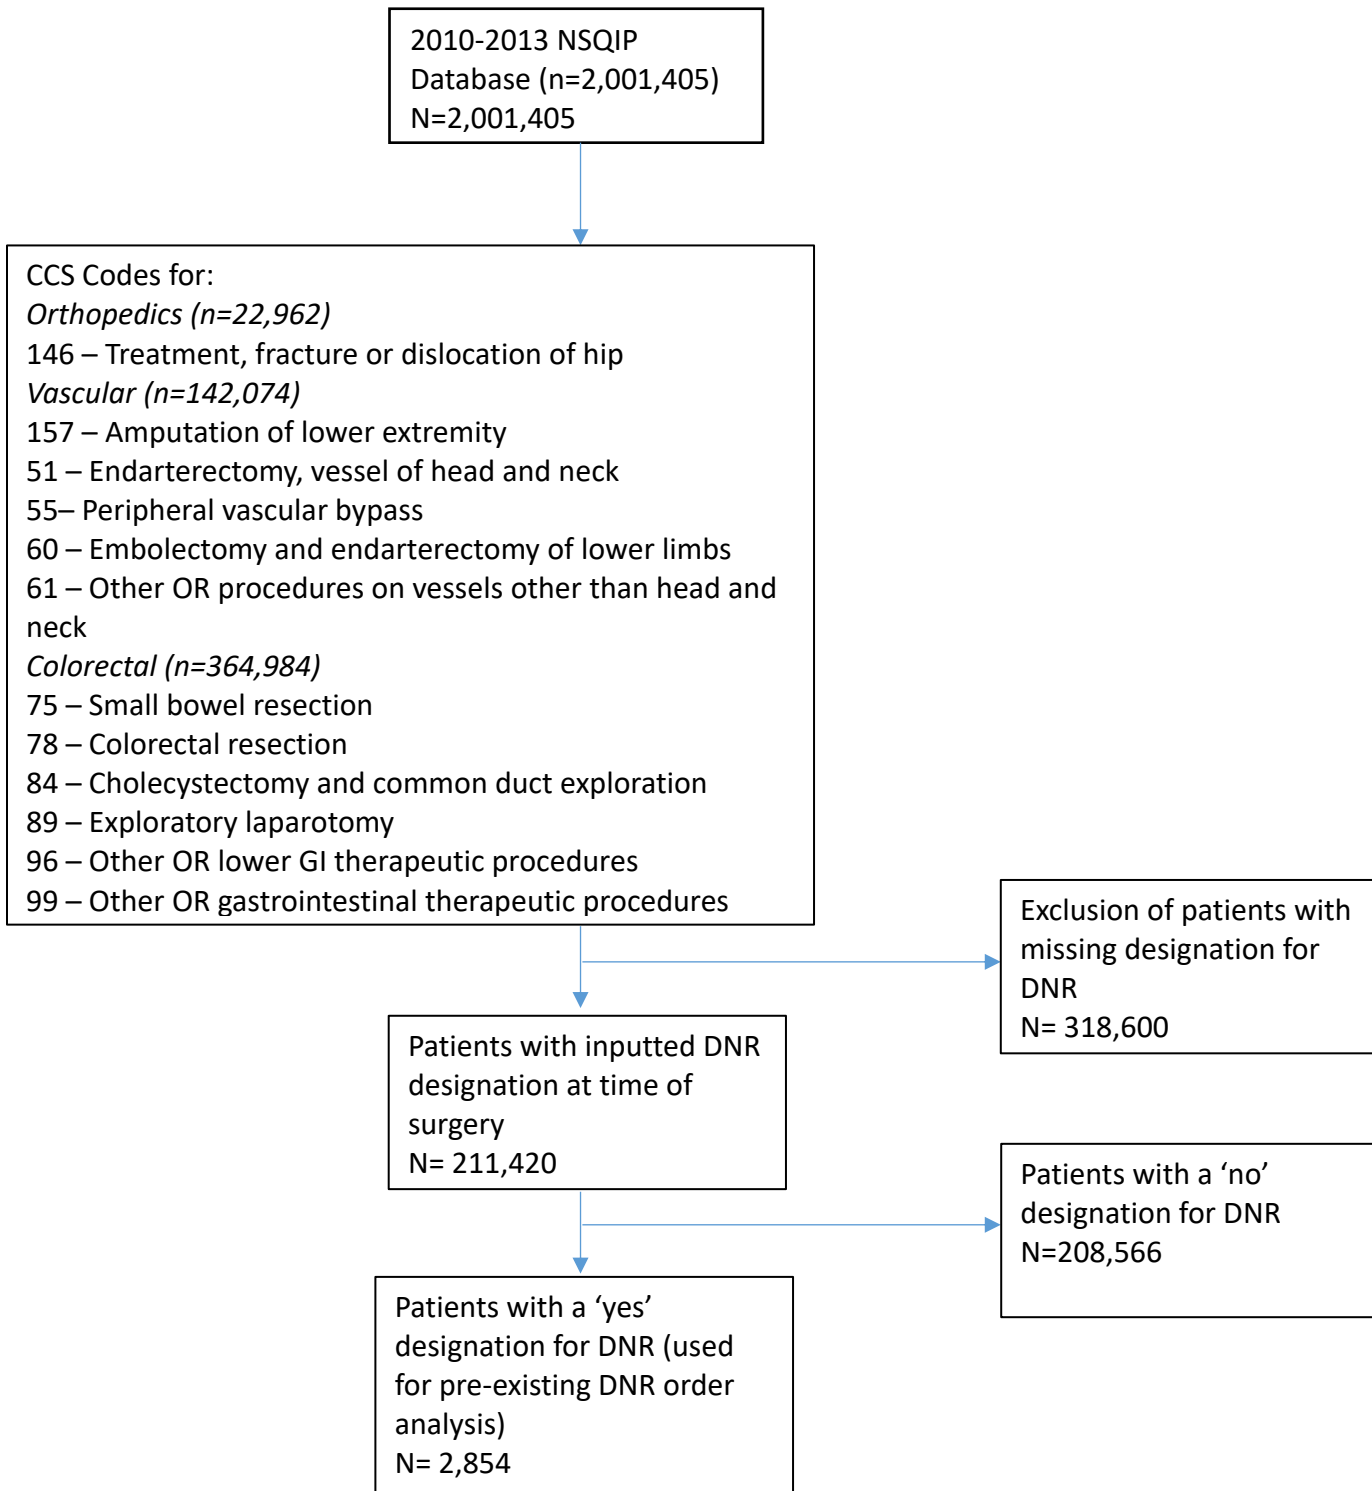 2010-2013 NSQIP
Database (n=2,001,405)
N=2,001,405
CCS Codes for:
Orthopedics (n=22,962)
146 – Treatment, fracture or dislocation of hip
Vascular (n=142,074)
157 – Amputation of lower extremity
51 – Endarterectomy, vessel of head and neck
55– Peripheral vascular bypass
60 – Embolectomy and endarterectomy of lower limbs
61 – Other OR procedures on vessels other than head and
neck
Colorectal (n=364,984)
75 – Small bowel resection
78 – Colorectal resection
84 – Cholecystectomy and common duct exploration
89 – Exploratory laparotomy
96 – Other OR lower GI therapeutic procedures
99 – Other OR gastrointestinal therapeutic procedures
Exclusion of patients with
missing designation for
DNR
N= 318,600
Patients with inputted DNR
designation at time of
surgery
N= 211,420
Patients with a ‘no’
designation for DNR
N=208,566
Patients with a ‘yes’
designation for DNR (used
for pre-existing DNR order
analysis)
N= 2,854